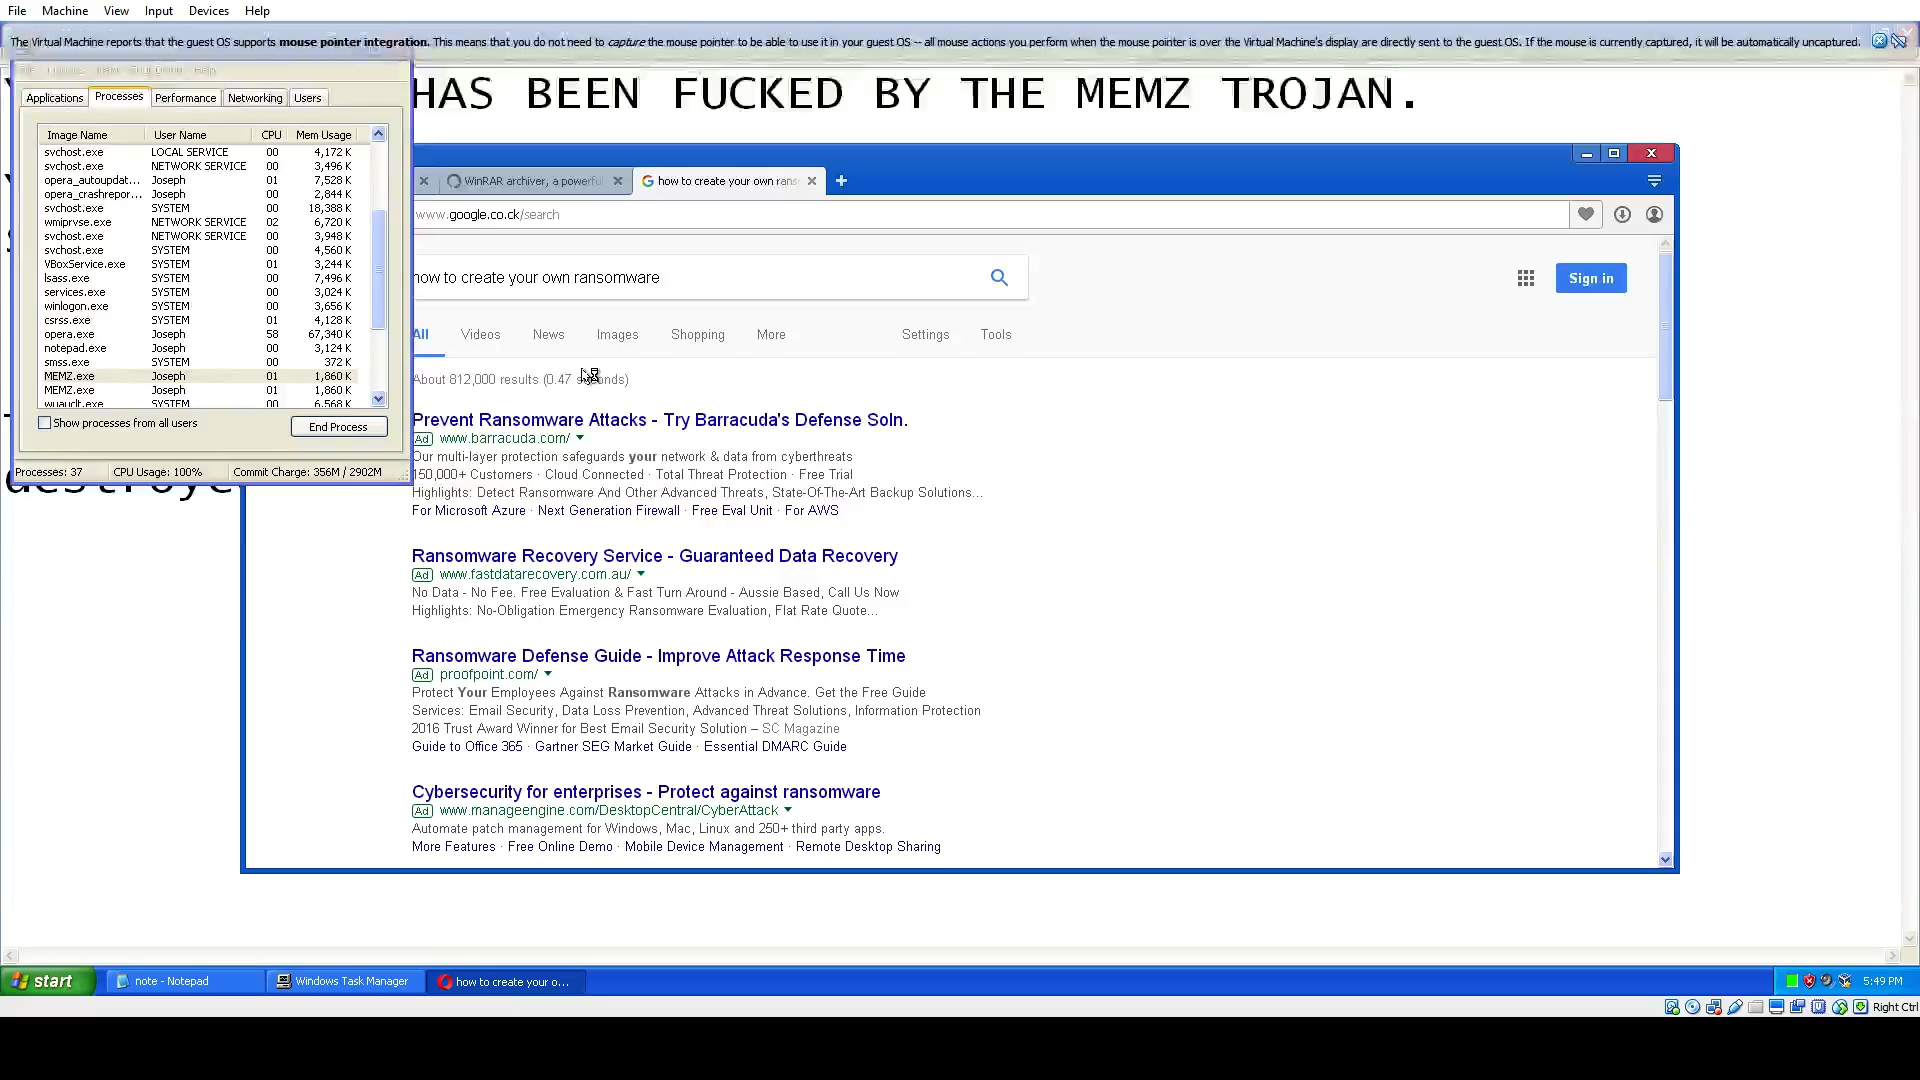 File Machine View Input Devices Help
The Virtual Machine reports that the guest OS supports mouse pointer integration. This means that you do not need to capture the mouse pointer to be able to use it in your guest OS -- all mouse actions you perform when the mouse pointer is over the Virtual Machine's display are directly sent to the guest OS. If the mouse is currently captured, it will be automatically uncaptured.
HAS BEEN FUCKED BY THE MEMZ TROJAN.
Applications Processes Performance Networking Users
Image Name User Name CPU Mem Usage
svchost.exe LOCAL SERVICE 00 4,172 K
svchost.exe NETWORK SERVICE 00 3,496 K
opera_autoupdat... Joseph 01 7,528 K
opera_crashrepor... Joseph 00 2,844 K
svchost.exe SYSTEM 00 18,388 K
wmiprvse.exe NETWORK SERVICE 02 6,720 K
svchost.exe NETWORK SERVICE 00 3,948 K
svchost.exe SYSTEM 00 4,560 K
VBoxService.exe SYSTEM 01 3,244 K
lsass.exe SYSTEM 00 7,496 K
services.exe SYSTEM 00 3,024 K
winlogon.exe SYSTEM 00 3,656 K
csrss.exe SYSTEM 01 4,128 K
opera.exe Joseph 58 67,340 K
notepad.exe Joseph 00 3,124 K
smss.exe SYSTEM 00 372 K
MEMZ.exe Joseph 01 1,860 K
MEMZ.exe Joseph 01 1,860 K
wuauclt.exe SYSTEM 00 6,568 K
Show processes from all users End Process
Processes: 37 CPU Usage: 100% Commit Charge: 356M / 2902M
destroye
WinRAR archiver, a powerfu how to create your own rans
www.google.co.ck/search
how to create your own ransomware
Sign in
All Videos News Images Shopping More Settings Tools
About 812,000 results (0.47 seconds)
Prevent Ransomware Attacks - Try Barracuda's Defense Soln.
Ad www.barracuda.com/
Our multi-layer protection safeguards your network & data from cyberthreats
150,000+ Customers · Cloud Connected · Total Threat Protection · Free Trial
Highlights: Detect Ransomware And Other Advanced Threats, State-Of-The-Art Backup Solutions...
For Microsoft Azure · Next Generation Firewall · Free Eval Unit · For AWS
Ransomware Recovery Service - Guaranteed Data Recovery
Ad www.fastdatarecovery.com.au/
No Data - No Fee. Free Evaluation & Fast Turn Around - Aussie Based, Call Us Now
Highlights: No-Obligation Emergency Ransomware Evaluation, Flat Rate Quote...
Ransomware Defense Guide - Improve Attack Response Time
Ad proofpoint.com/
Protect Your Employees Against Ransomware Attacks in Advance. Get the Free Guide
Services: Email Security, Data Loss Prevention, Advanced Threat Solutions, Information Protection
2016 Trust Award Winner for Best Email Security Solution – SC Magazine
Guide to Office 365 · Gartner SEG Market Guide · Essential DMARC Guide
Cybersecurity for enterprises - Protect against ransomware
Ad www.manageengine.com/DesktopCentral/CyberAttack
Automate patch management for Windows, Mac, Linux and 250+ third party apps.
More Features · Free Online Demo · Mobile Device Management · Remote Desktop Sharing
start note - Notepad Windows Task Manager how to create your o... 5:49 PM
Right Ctrl